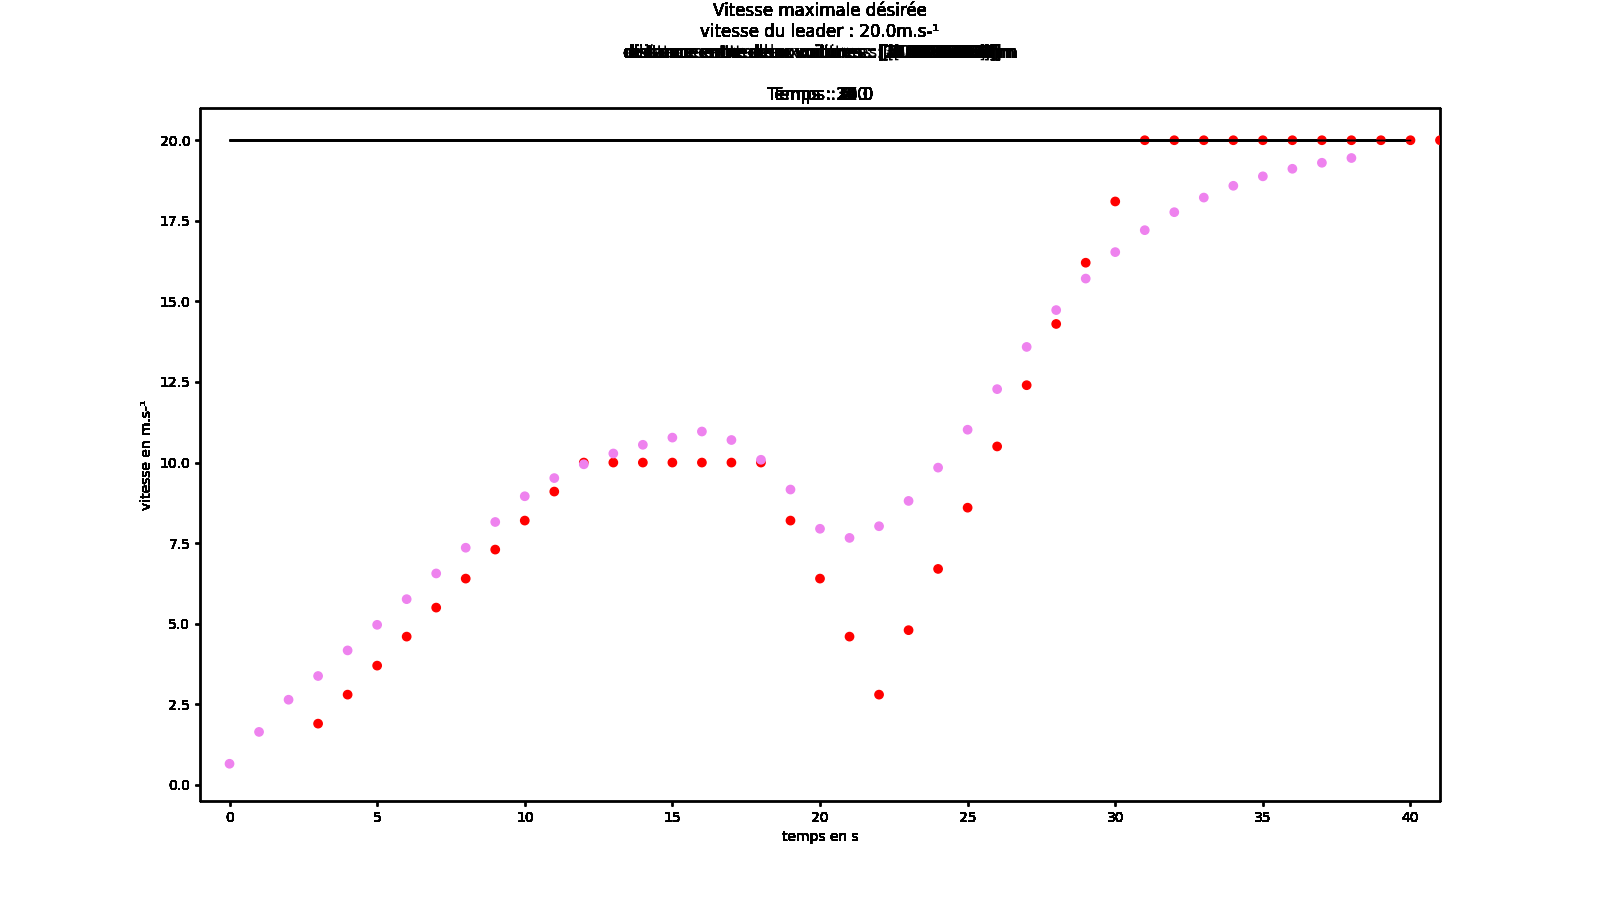 Vitesse maximale désirée
vitesse du leader : 20.0m.s-¹
Temps :
20.0
17.5
15.0
12.5
10.0
7.5
5.0
2.5
0.0
vitesse en m.s-¹
0 5 10 15 20 25 30 35 40
temps en s